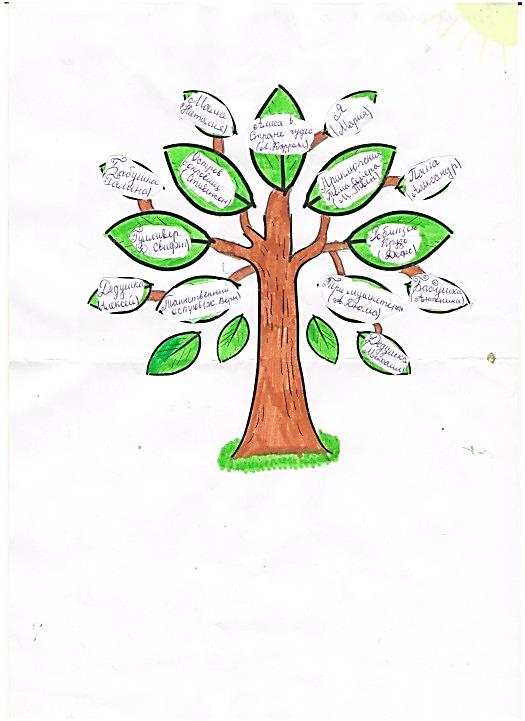 Мама
(Наталия)
Алиса в
Стране чудес
(Л. Кэррол)
Я
(Мария)
Остров
сокровищ
(Стивенсон)
Приключения
Тома Сойера
(М. Твен)
Папа
(Александр)
Бабушка
(Галина)
Гулливер
(Д. Свифт)
Робинзон
Крузо
(Дефо)
Дедушка
(Алексей)
Таинственный
остров (Ж. Верн)
Три мушкетёра
(А. Дюма)
Бабушка
(Антонина)
Дедушка
(Михаил)